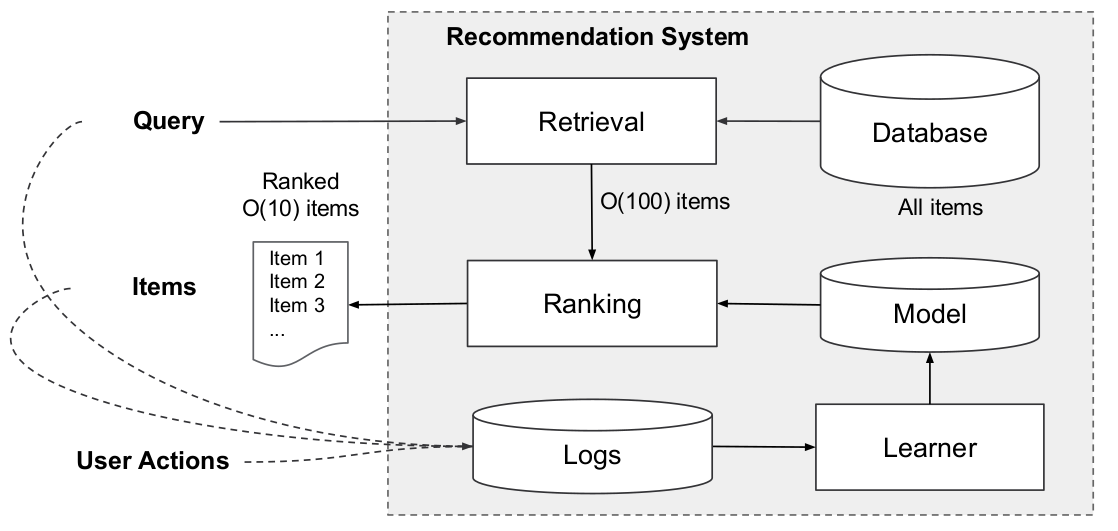 Recommendation System
Query
Retrieval
Database
Ranked
O(10) items
O(100) items
All items
Item 1
Item 2
Item 3
...
Items
Ranking
Model
User Actions
Logs
Learner